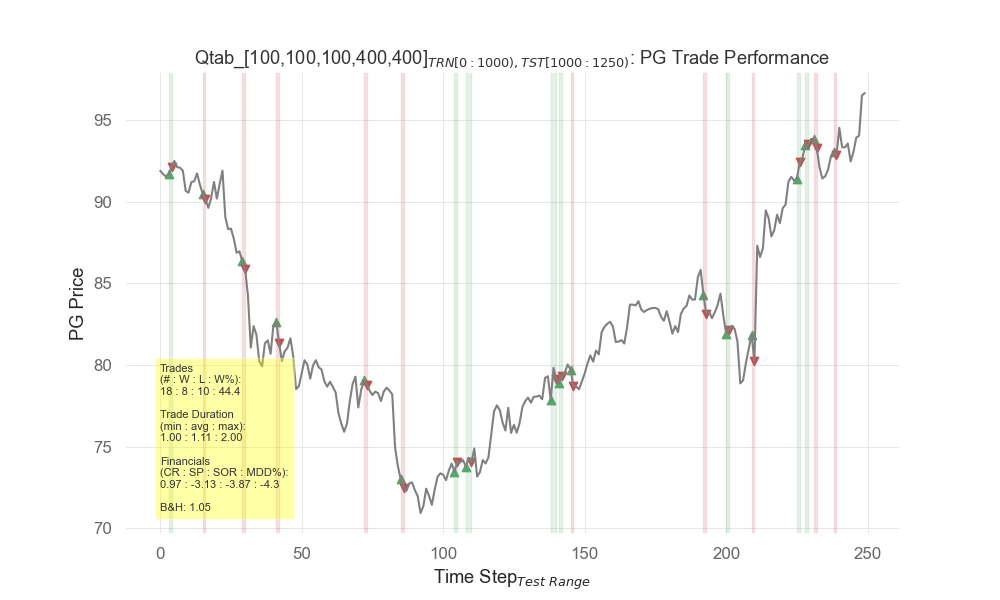 Qtab_[100,100,100,400,400]TRN[0 : 1000), TST[1000 : 1250) : PG Trade Performance
PG Price
95
90
85
80
75
70
Trades
(# : W : L : W%):
18 : 8 : 10 : 44.4
Trade Duration
(min : avg : max):
1.00 : 1.11 : 2.00
Financials
(CR : SP : SOR : MDD%):
0.97 : -3.13 : -3.87 : -4.3
B&H: 1.05
0 50 100 150 200 250
Time Step Test Range